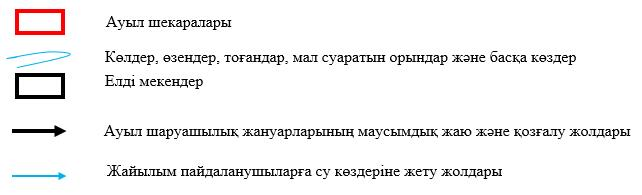 Ауыл шекаралары
Көлдер, өзендер, тоғандар, мал суаратын орындар және басқа көздер
Елді мекендер
Ауыл шаруашылық жануарларының маусымдық жаю және қозғалу жолдары
Жайылым пайдаланушыларға су көздеріне жету жолдары